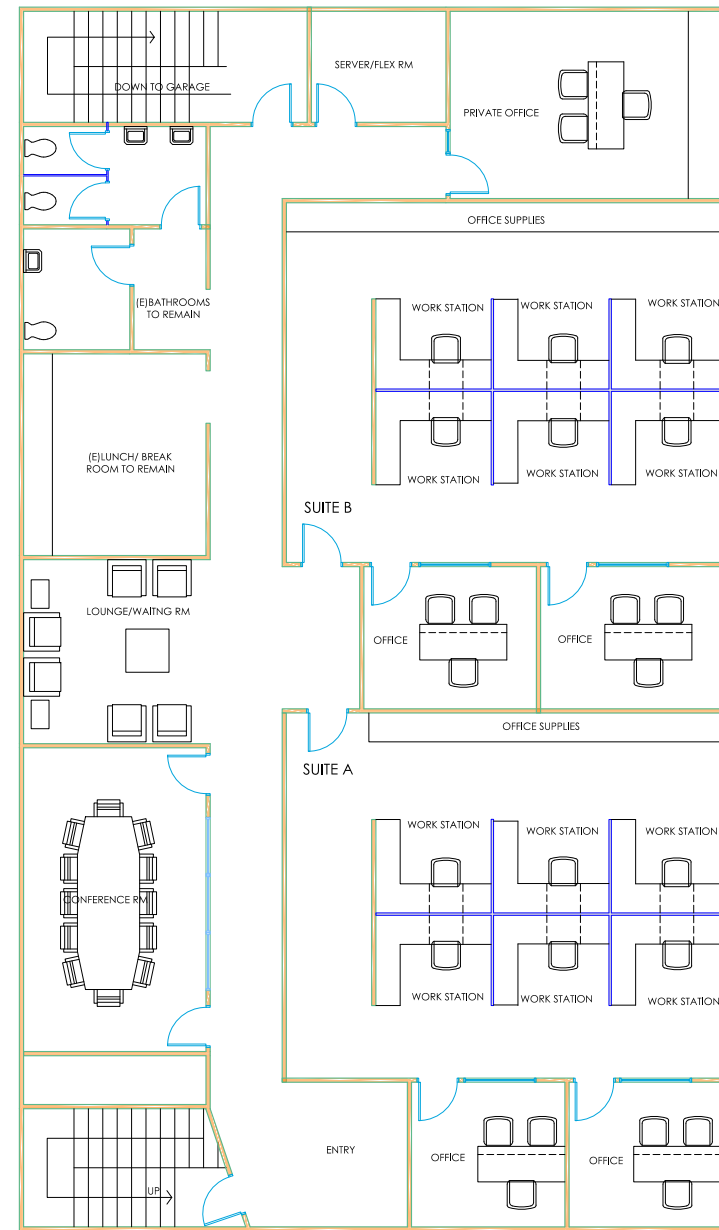 SERVER/FLEX RM
DOWN TO GARAGE
PRIVATE OFFICE
OFFICE SUPPLIES
(E)BATHROOMS
TO REMAIN
WORK STATION
WORK STATION
WORK STATION
(E)LUNCH/ BREAK
ROOM TO REMAIN
WORK STATION
WORK STATION
WORK STATION
SUITE B
LOUNGE/WAITNG RM
OFFICE
OFFICE
OFFICE SUPPLIES
SUITE A
WORK STATION
WORK STATION
WORK STATION
CONFERENCE RM
WORK STATION
WORK STATION
WORK STATION
ENTRY
OFFICE
OFFICE
UP